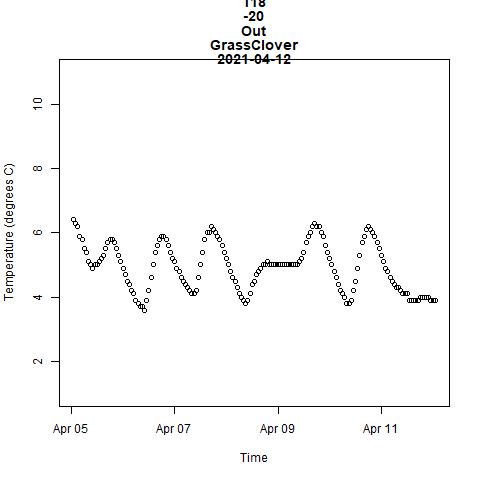 T18
-20
Out
GrassClover
2021-04-12
10
8
6
4
2
Temperature (degrees C)
Apr 05 Apr 07 Apr 09 Apr 11
Time